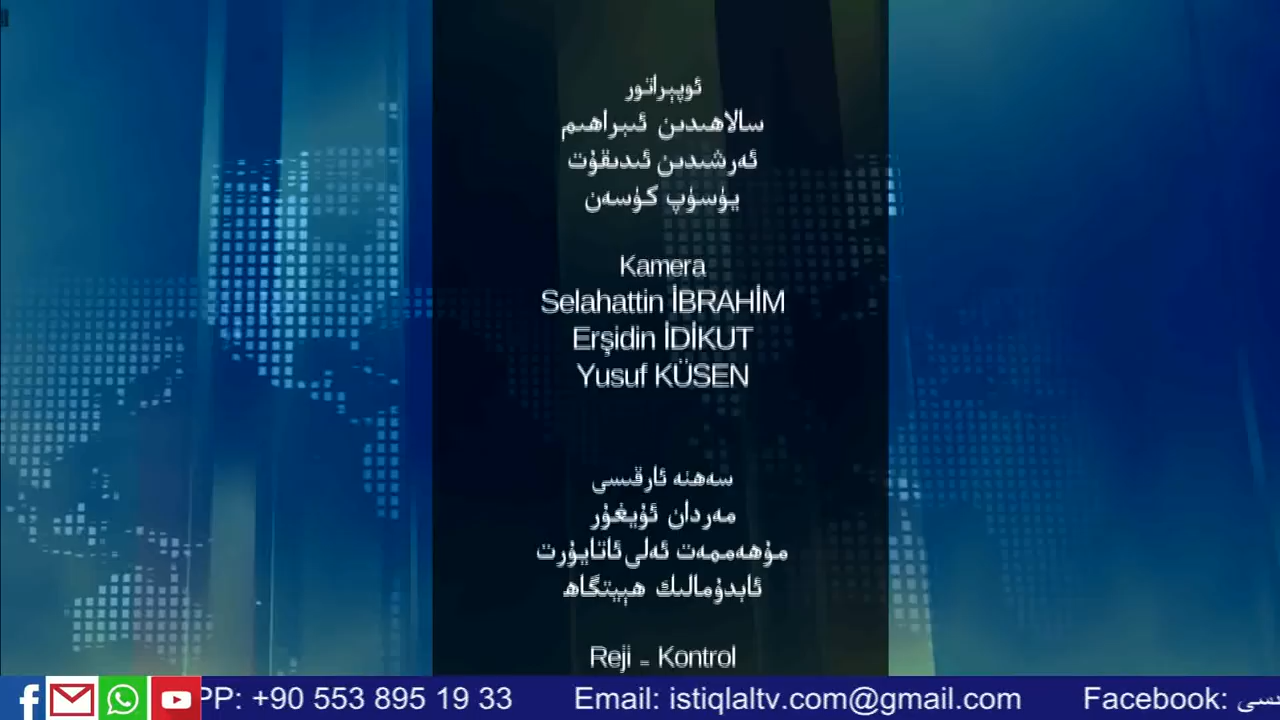 ئوپېراتور
سالاھىدىن ئىبراھىم
ئەرشىدىن ئىدىقۇت
يۈسۈپ كۈسەن
Kamera
Selahattin İBRAHİM
Erşidin İDİKUT
Yusuf KÜSEN
سەھنە ئارقىسى
مەردان ئۇيغۇر
مۇھەممەت ئەلى ئاتايۇرت
ئابدۇمالىك ھېيتگاھ
Reji - Kontrol
PP: +90 553 895 19 33 Email: istiqlaltv.com@gmail.com Facebook: